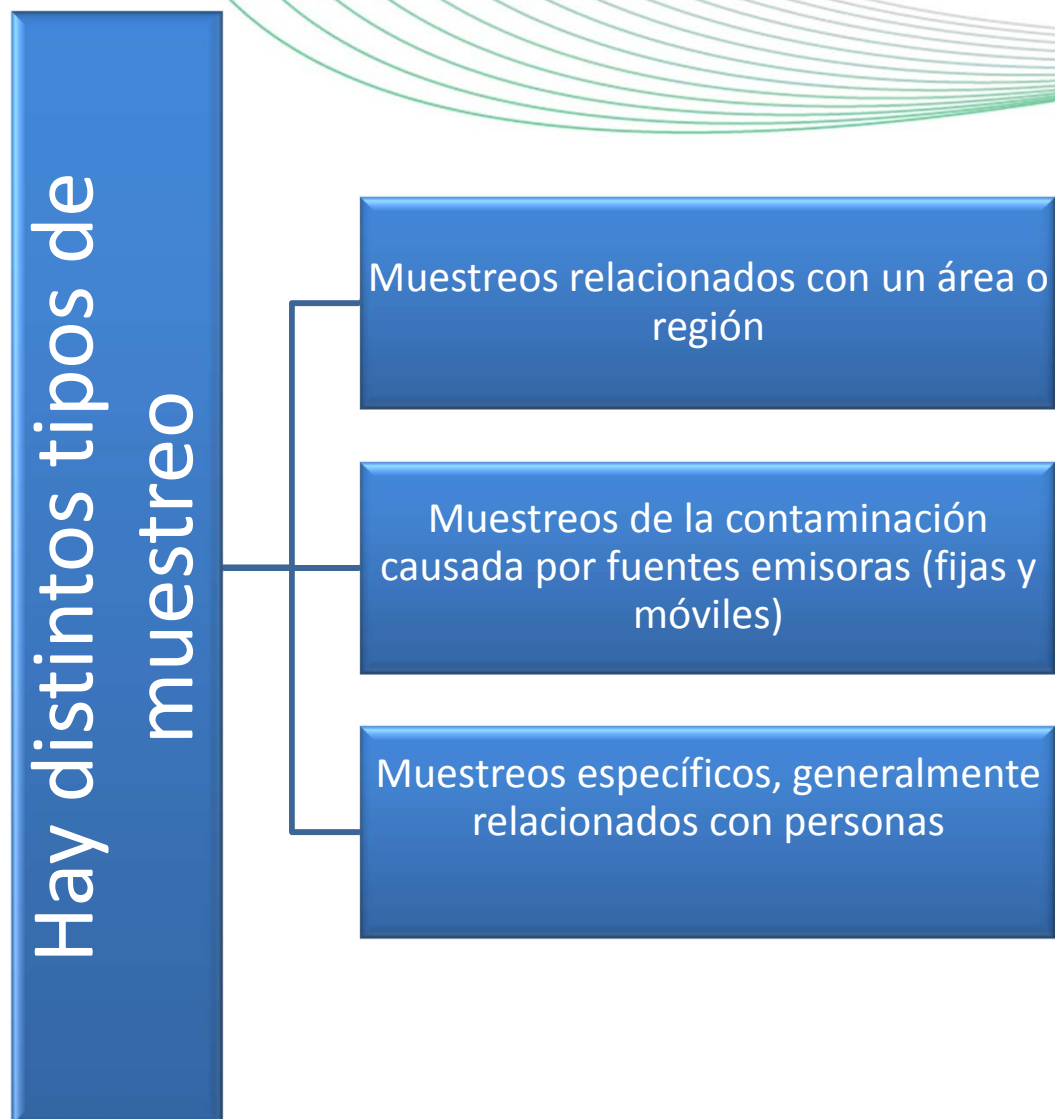 Hay distintos tipos de
muestreo
Muestreos relacionados con un área o
región
Muestreos de la contaminación
causada por fuentes emisoras (fijas y
móviles)
Muestreos específicos, generalmente
relacionados con personas